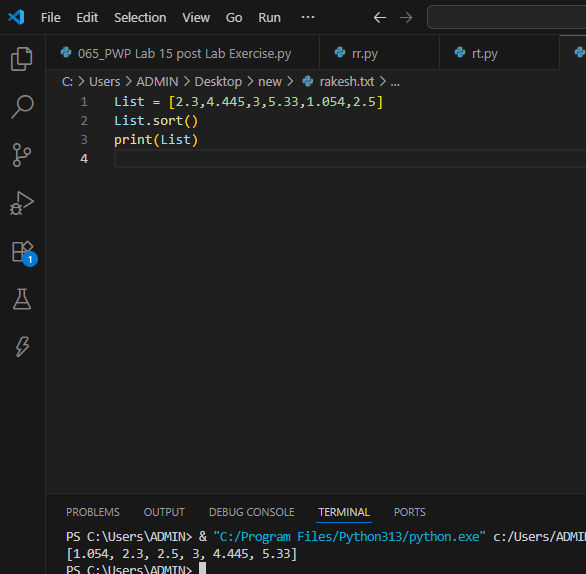 File Edit Selection View Go Run ···
065_PWP Lab 15 post Lab Exercise.py rr.py rt.py
C: > Users > ADMIN > Desktop > new > rakesh.txt > ...
1 List = [2.3,4.445,3,5.33,1.054,2.5]
2 List.sort()
3 print(List)
4
1
PROBLEMS OUTPUT DEBUG CONSOLE TERMINAL PORTS
PS C:\Users\ADMIN> & "C:/Program Files/Python313/python.exe" c:/Users/ADMI
[1.054, 2.3, 2.5, 3, 4.445, 5.33]
PS C:\Users\ADMIN>